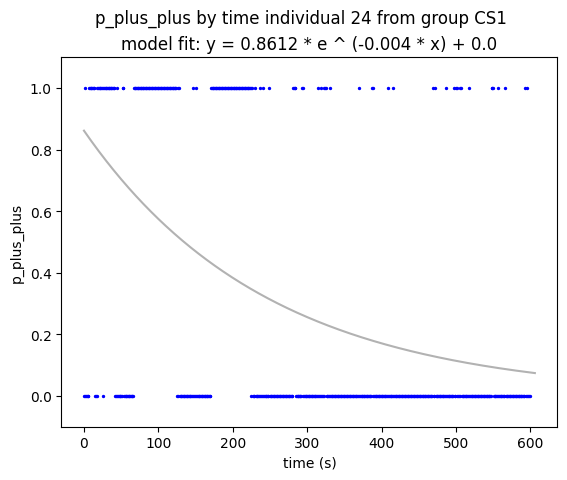 p_plus_plus by time individual 24 from group CS1
model fit: y = 0.8612 * e ^ (-0.004 * x) + 0.0
1.0
0.8
0.6
0.4
0.2
0.0
p_plus_plus
0 100 200 300 400 500 600
time (s)